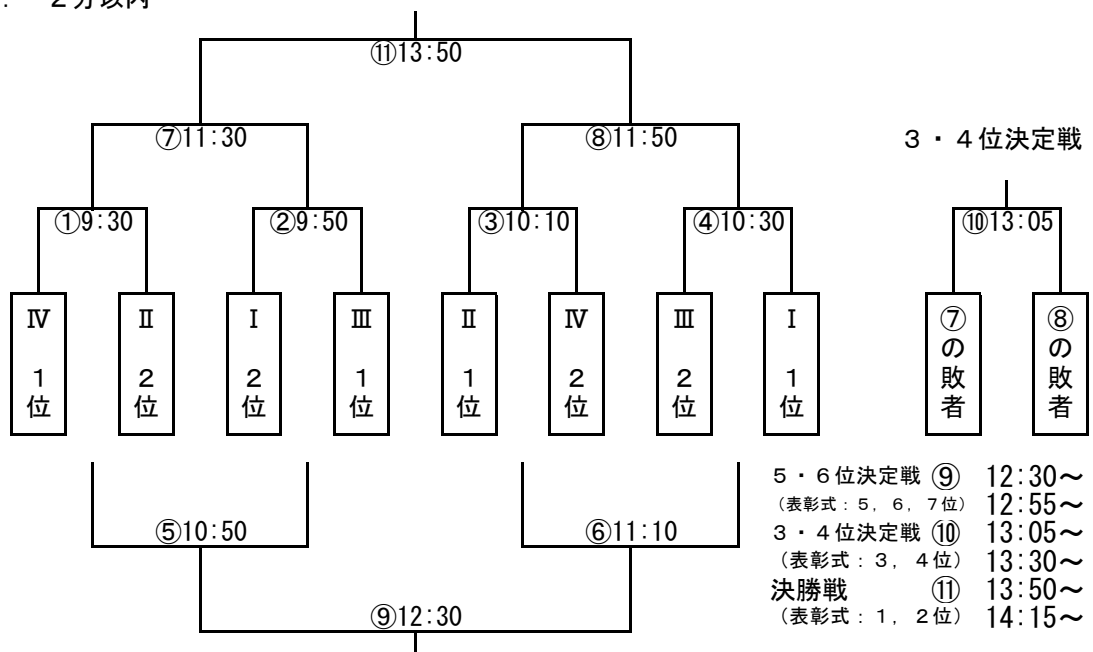 ２分以内
⑪13:50
⑦11:30
⑧11:50
３・４位決定戦
①9:30
②9:50
③10:10
④10:30
⑩13:05
Ⅳ １位
Ⅱ ２位
Ⅰ ２位
Ⅲ １位
Ⅱ １位
Ⅳ ２位
Ⅲ ２位
Ⅰ １位
⑦の敗者
⑧の敗者
⑤10:50
⑥11:10
⑨12:30
５・６位決定戦 ⑨ 12:30～
（表彰式：５，６，７位） 12:55～
３・４位決定戦 ⑩ 13:05～
（表彰式：３，４位） 13:30～
決勝戦 ⑪ 13:50～
（表彰式：１，２位） 14:15～